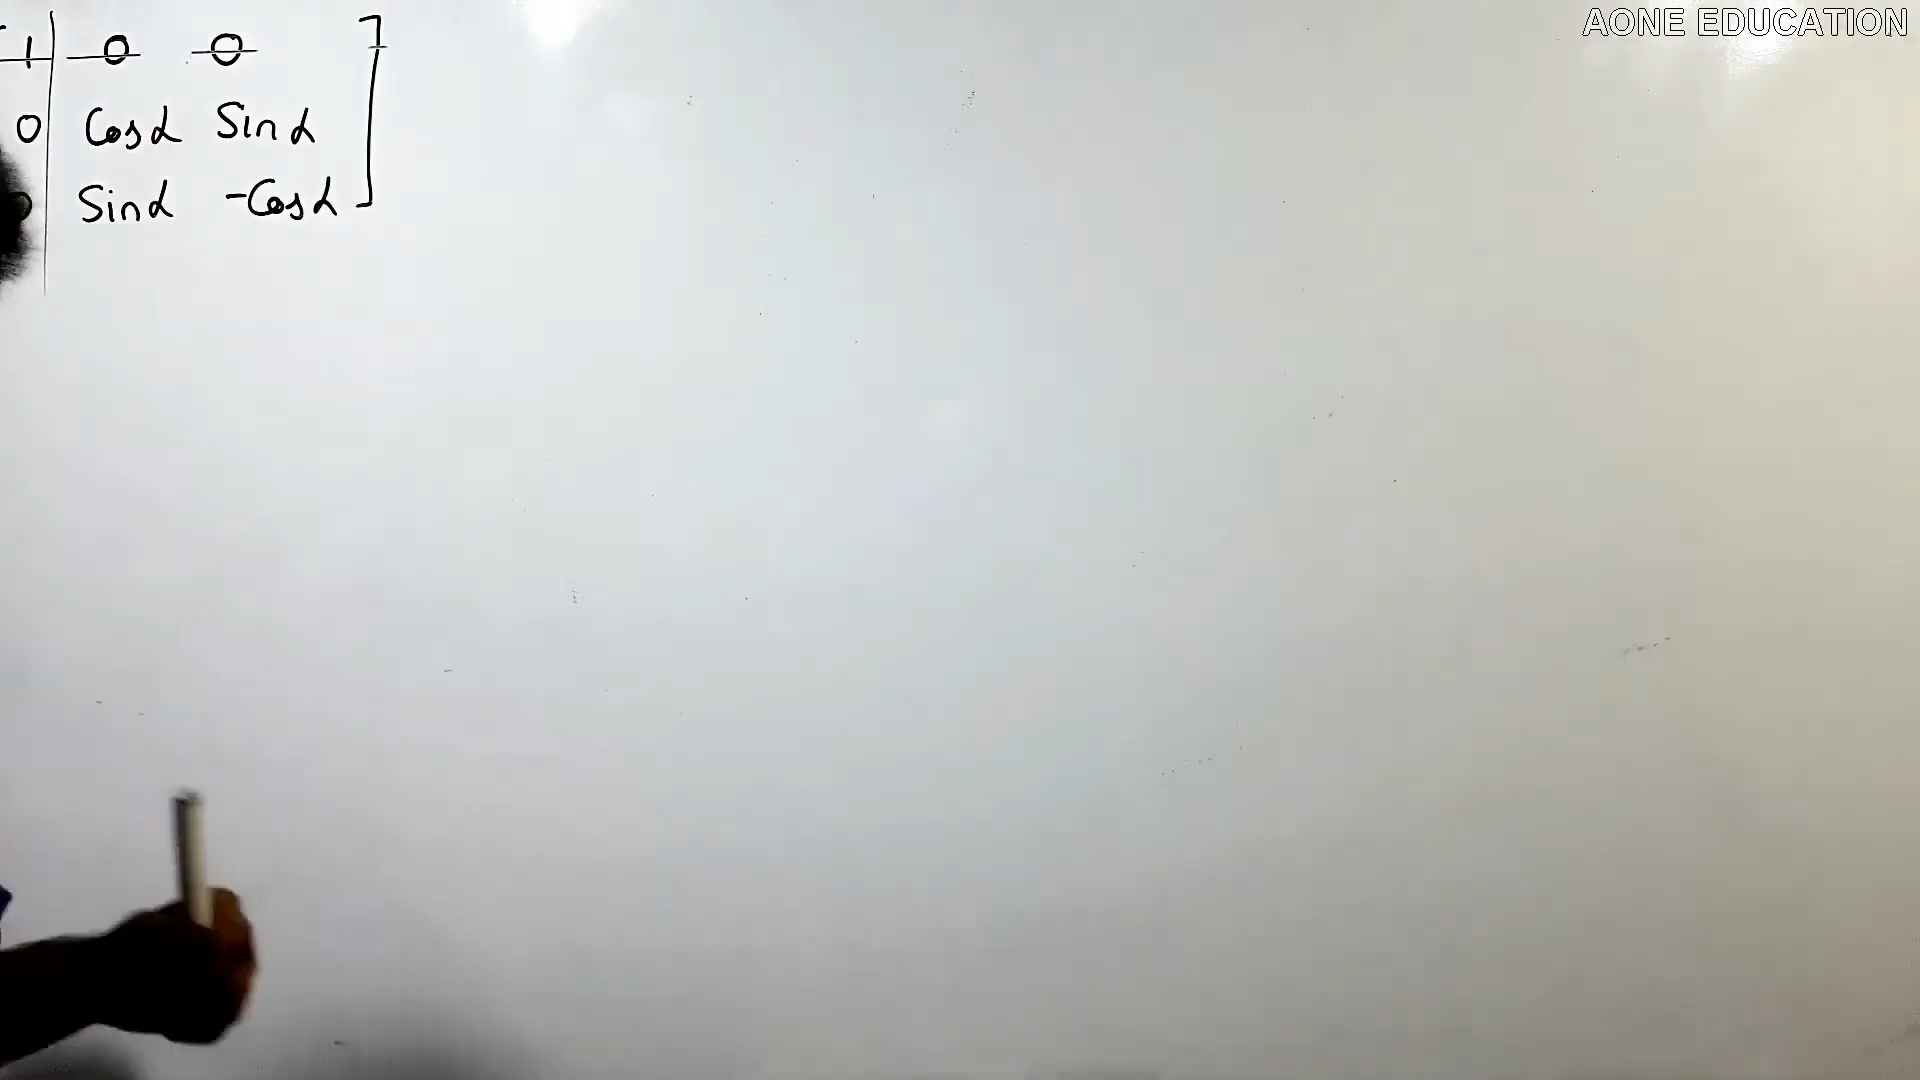 AONE EDUCATION
1 0 0
0 Cosα Sinα
0 Sinα -Cosα